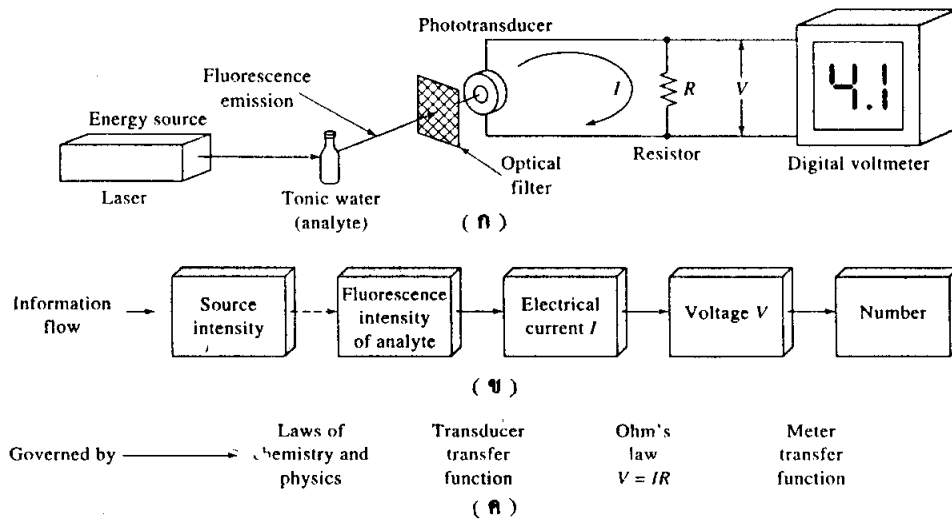 Phototransducer
Fluorescence
emission
Energy source
Laser
Tonic water
(analyte)
Optical
filter
I
R
V
Resistor
4.1
Digital voltmeter
( ก )
Information
flow
Source
intensity
Fluorescence
intensity
of analyte
Electrical
current I
Voltage V
Number
( ข )
Governed by
Laws of
chemistry and
physics
Transducer
transfer
function
Ohm's
law
V = IR
Meter
transfer
function
( ค )